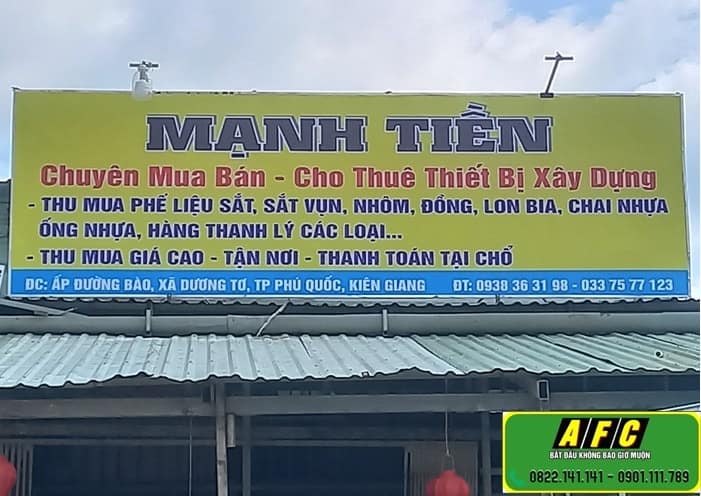 MẠNH TIỀN
Chuyên Mua Bán - Cho Thuê Thiết Bị Xây Dựng
- THU MUA PHẾ LIỆU SẮT, SẮT VỤN, NHÔM, ĐỒNG, LON BIA, CHAI NHỰA
ỐNG NHỰA, HÀNG THANH LÝ CÁC LOẠI...
- THU MUA GIÁ CAO - TẬN NƠI - THANH TOÁN TẠI CHỔ
ĐC: ẤP ĐƯỜNG BÀO, XÃ DƯƠNG TƠ, TP PHÚ QUỐC, KIÊN GIANG ĐT: 0938 36 31 98 - 033 75 77 123
AFC
BẮT ĐẦU KHÔNG BAO GIỜ MUỘN
0822.141.141 - 0901.111.789